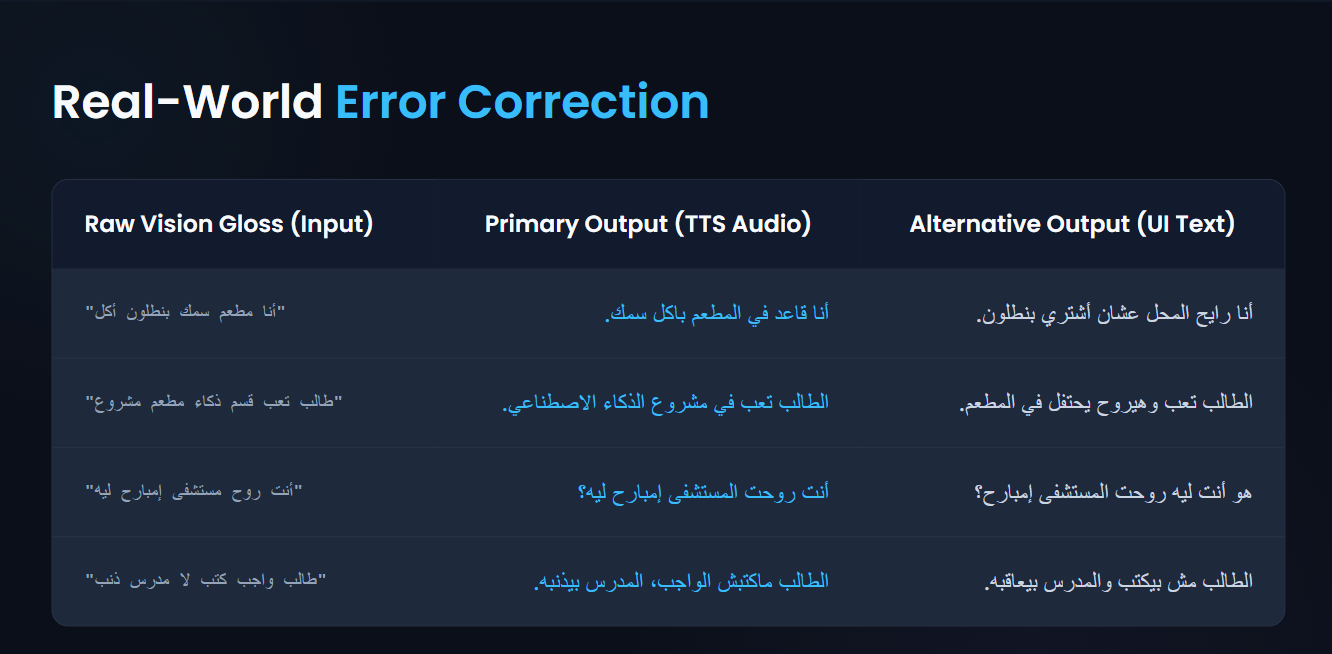 Real-World Error Correction
Raw Vision Gloss (Input) Primary Output (TTS Audio) Alternative Output (UI Text)
"أنا مطعم سمك بنطلون أكل" أنا قاعد في المطعم باكل سمك. أنا رايح المحل عشان أشتري بنطلون.
"طالب تعب قسم ذكاء مطعم مشروع" الطالب تعب في مشروع الذكاء الاصطناعي. الطالب تعب وهيروح يحتفل في المطعم.
"أنت روح مستشفى إمبارح ليه" أنت روحت المستشفى إمبارح ليه؟ هو أنت ليه روحت المستشفى إمبارح؟
"طالب واجب كتب لا مدرس ذنب" الطالب ماكتبش الواجب، المدرس بيذنبه. الطالب مش بيكتب والمدرس بيعاقبه.